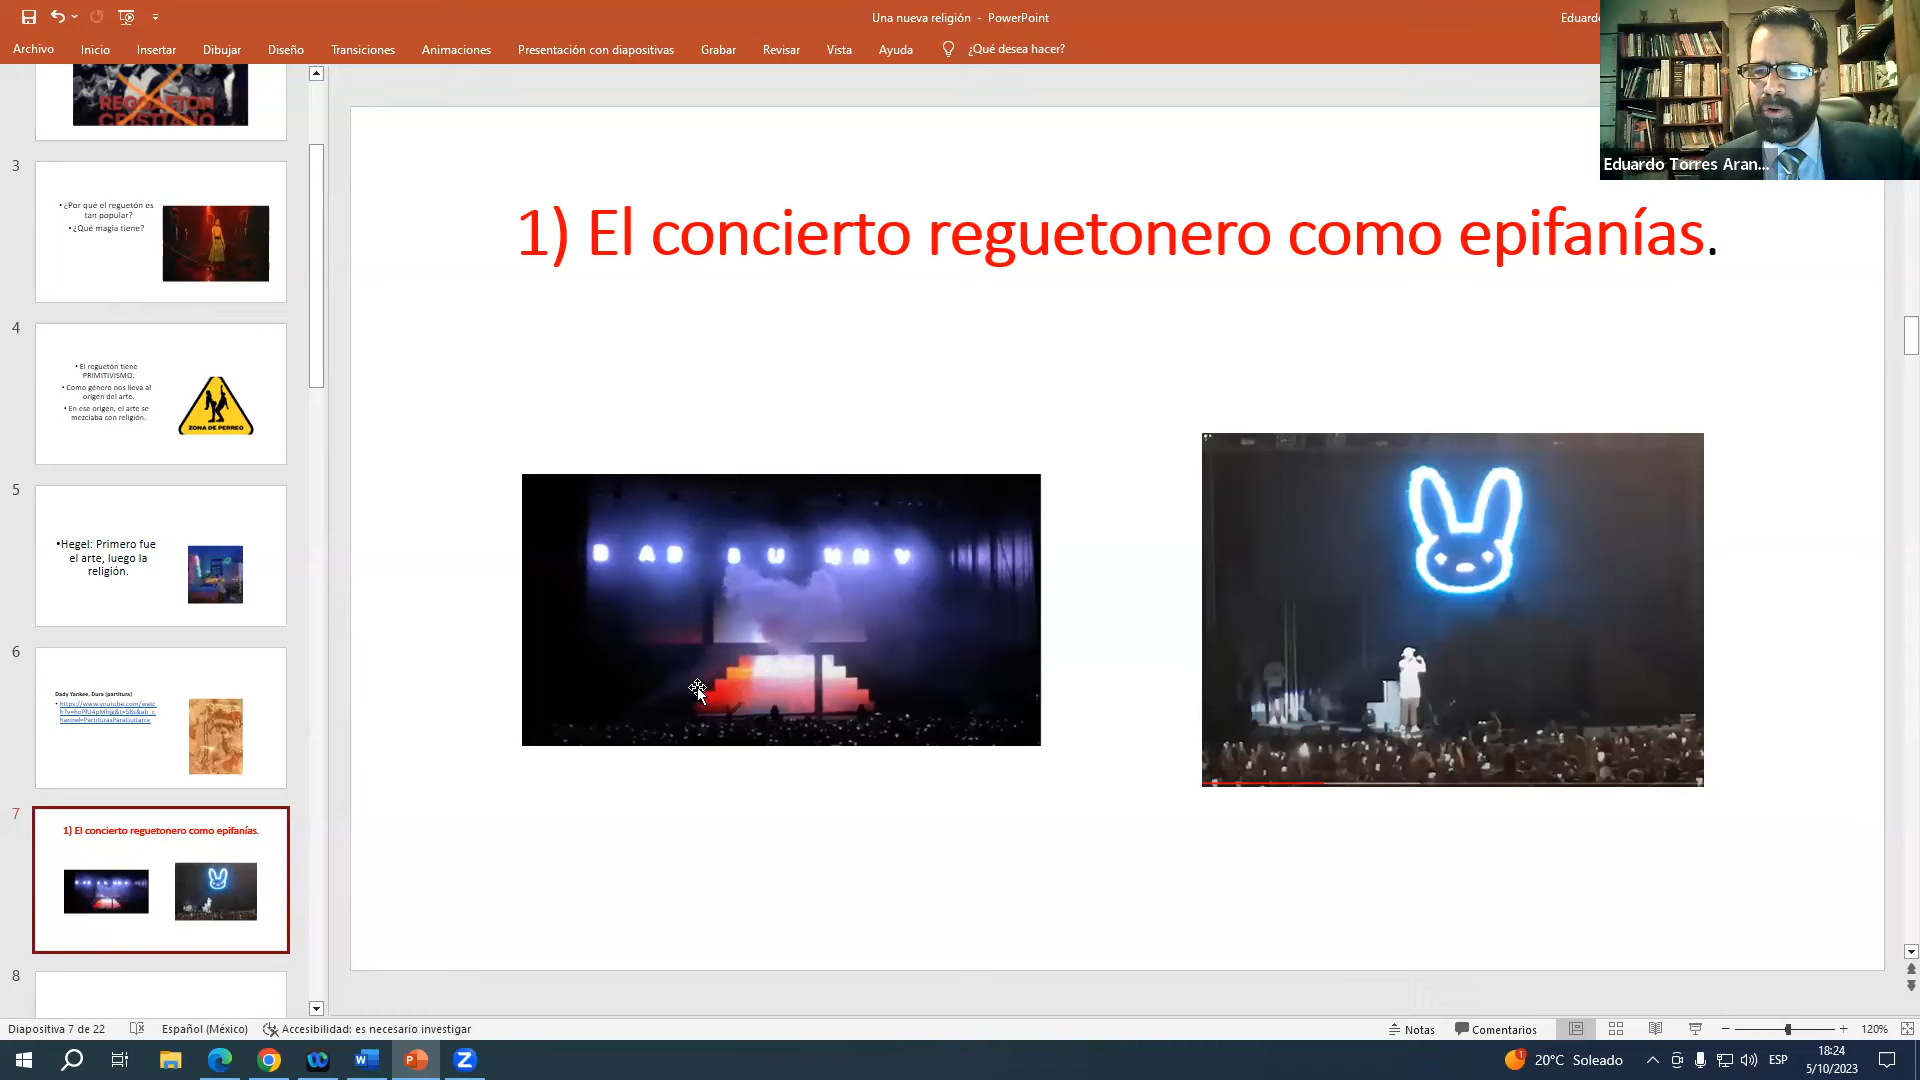 Una nueva religión - PowerPoint
Archivo Inicio Insertar Dibujar Diseño Transiciones Animaciones Presentación con diapositivas Grabar Revisar Vista Ayuda ¿Qué desea hacer?
Eduardo Torres Aran...
REGGAETON
CRISTIANO
3
• ¿Por qué el reguetón es
tan popular?
• ¿Qué magia tiene?
4
• El reguetón tiene
PRIMITIVISMO.
• Como género nos lleva al
origen del arte.
• En ese origen, el arte se
mezclaba con religión.
ZONA DE PERREO
5
•Hegel: Primero fue
el arte, luego la
religión.
6
Dady Yankee, Dura (partitura)
7
1) El concierto reguetonero como epifanías.
8
1) El concierto reguetonero como epifanías.
BAD BUNNY
Diapositiva 7 de 22 Español (México) Accesibilidad: es necesario investigar Notas Comentarios 120%
20°C Soleado ESP 18:24
5/10/2023